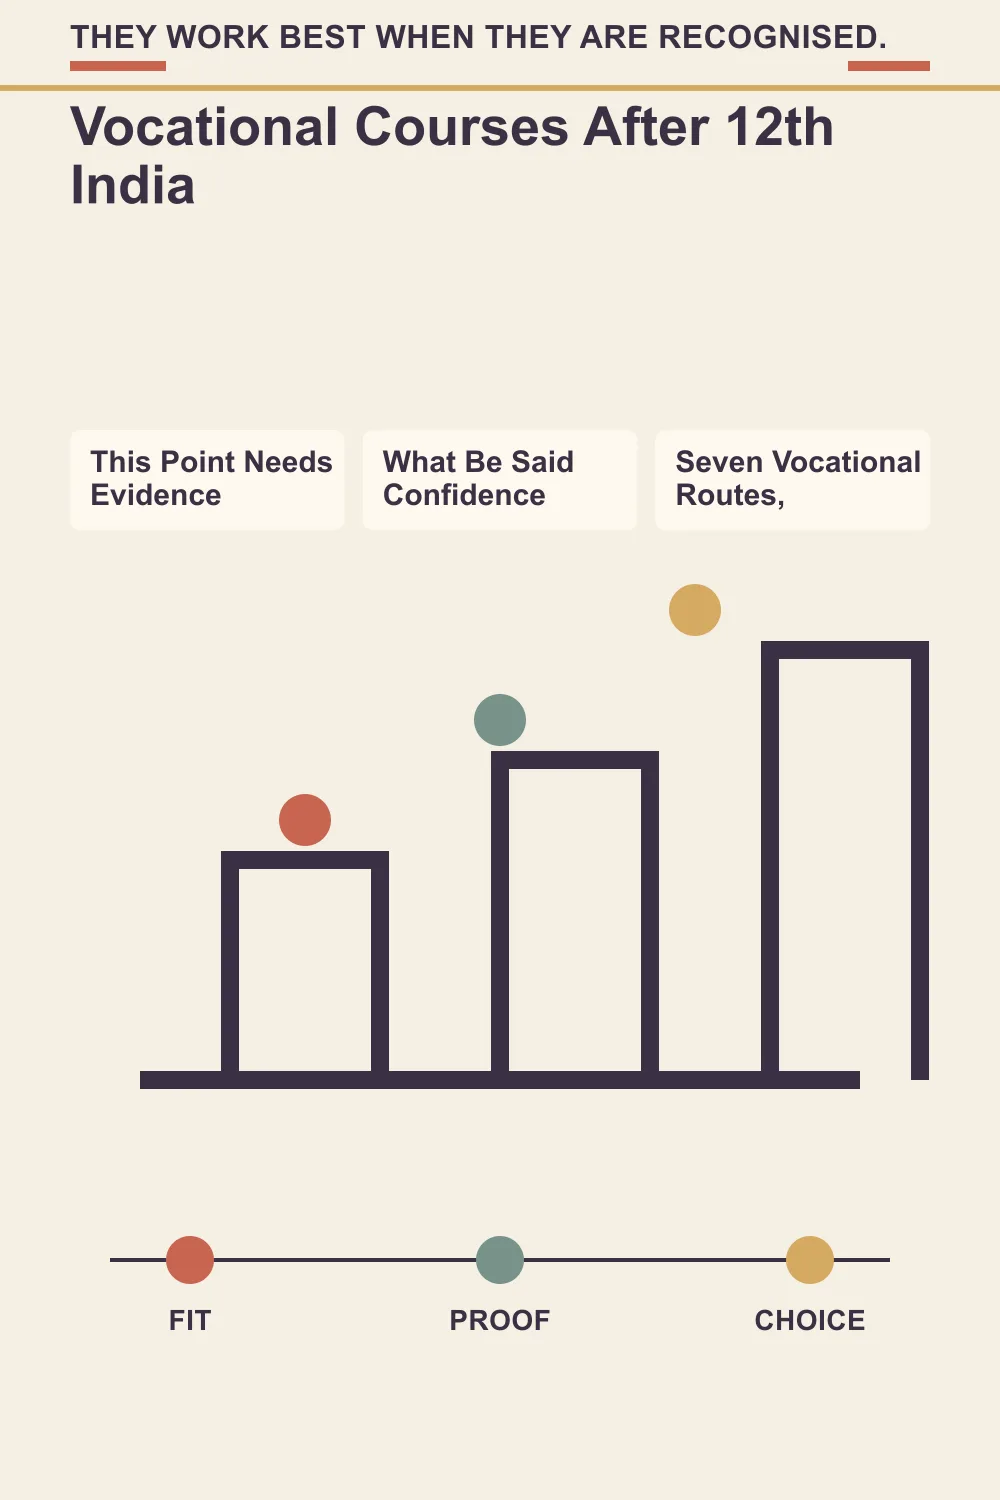 THEY WORK BEST WHEN THEY ARE RECOGNISED.
Vocational Courses After 12th
India
This Point Needs
Evidence
What Be Said
Confidence
Seven Vocational
Routes,
FIT
PROOF
CHOICE